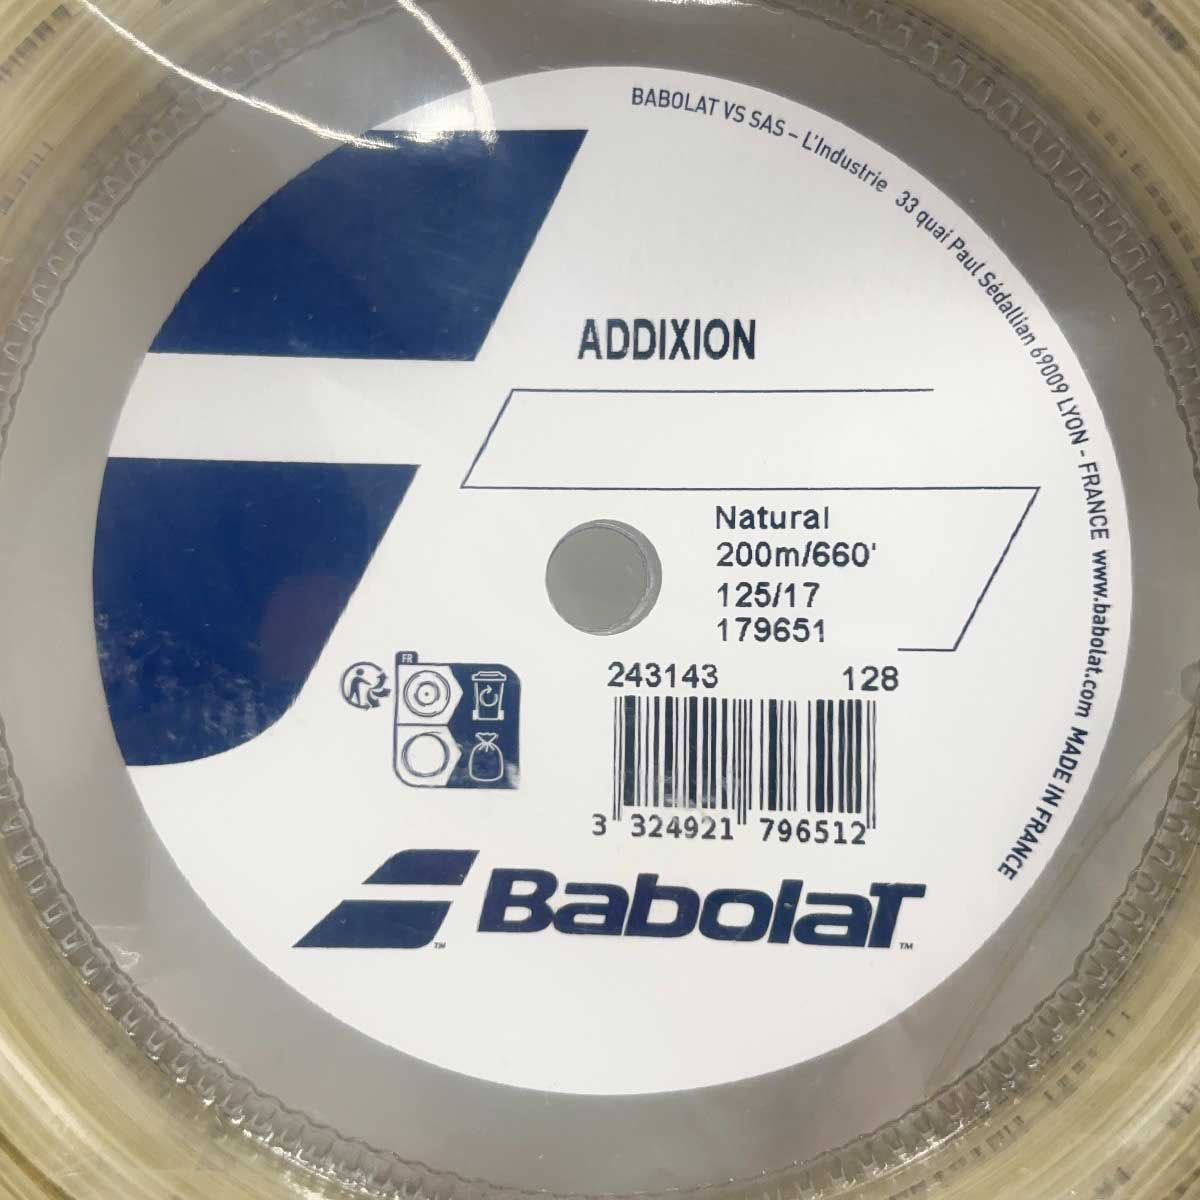 BABOLAT VS SAS – L'Industrie 33 quai Paul Sédallian 69009 LYON - FRANCE www.babolat.com MADE IN FRANCE
ADDIXION
Natural
200m/660'
125/17
179651
243143 128
FR
3 324921 796512
BabolaT™